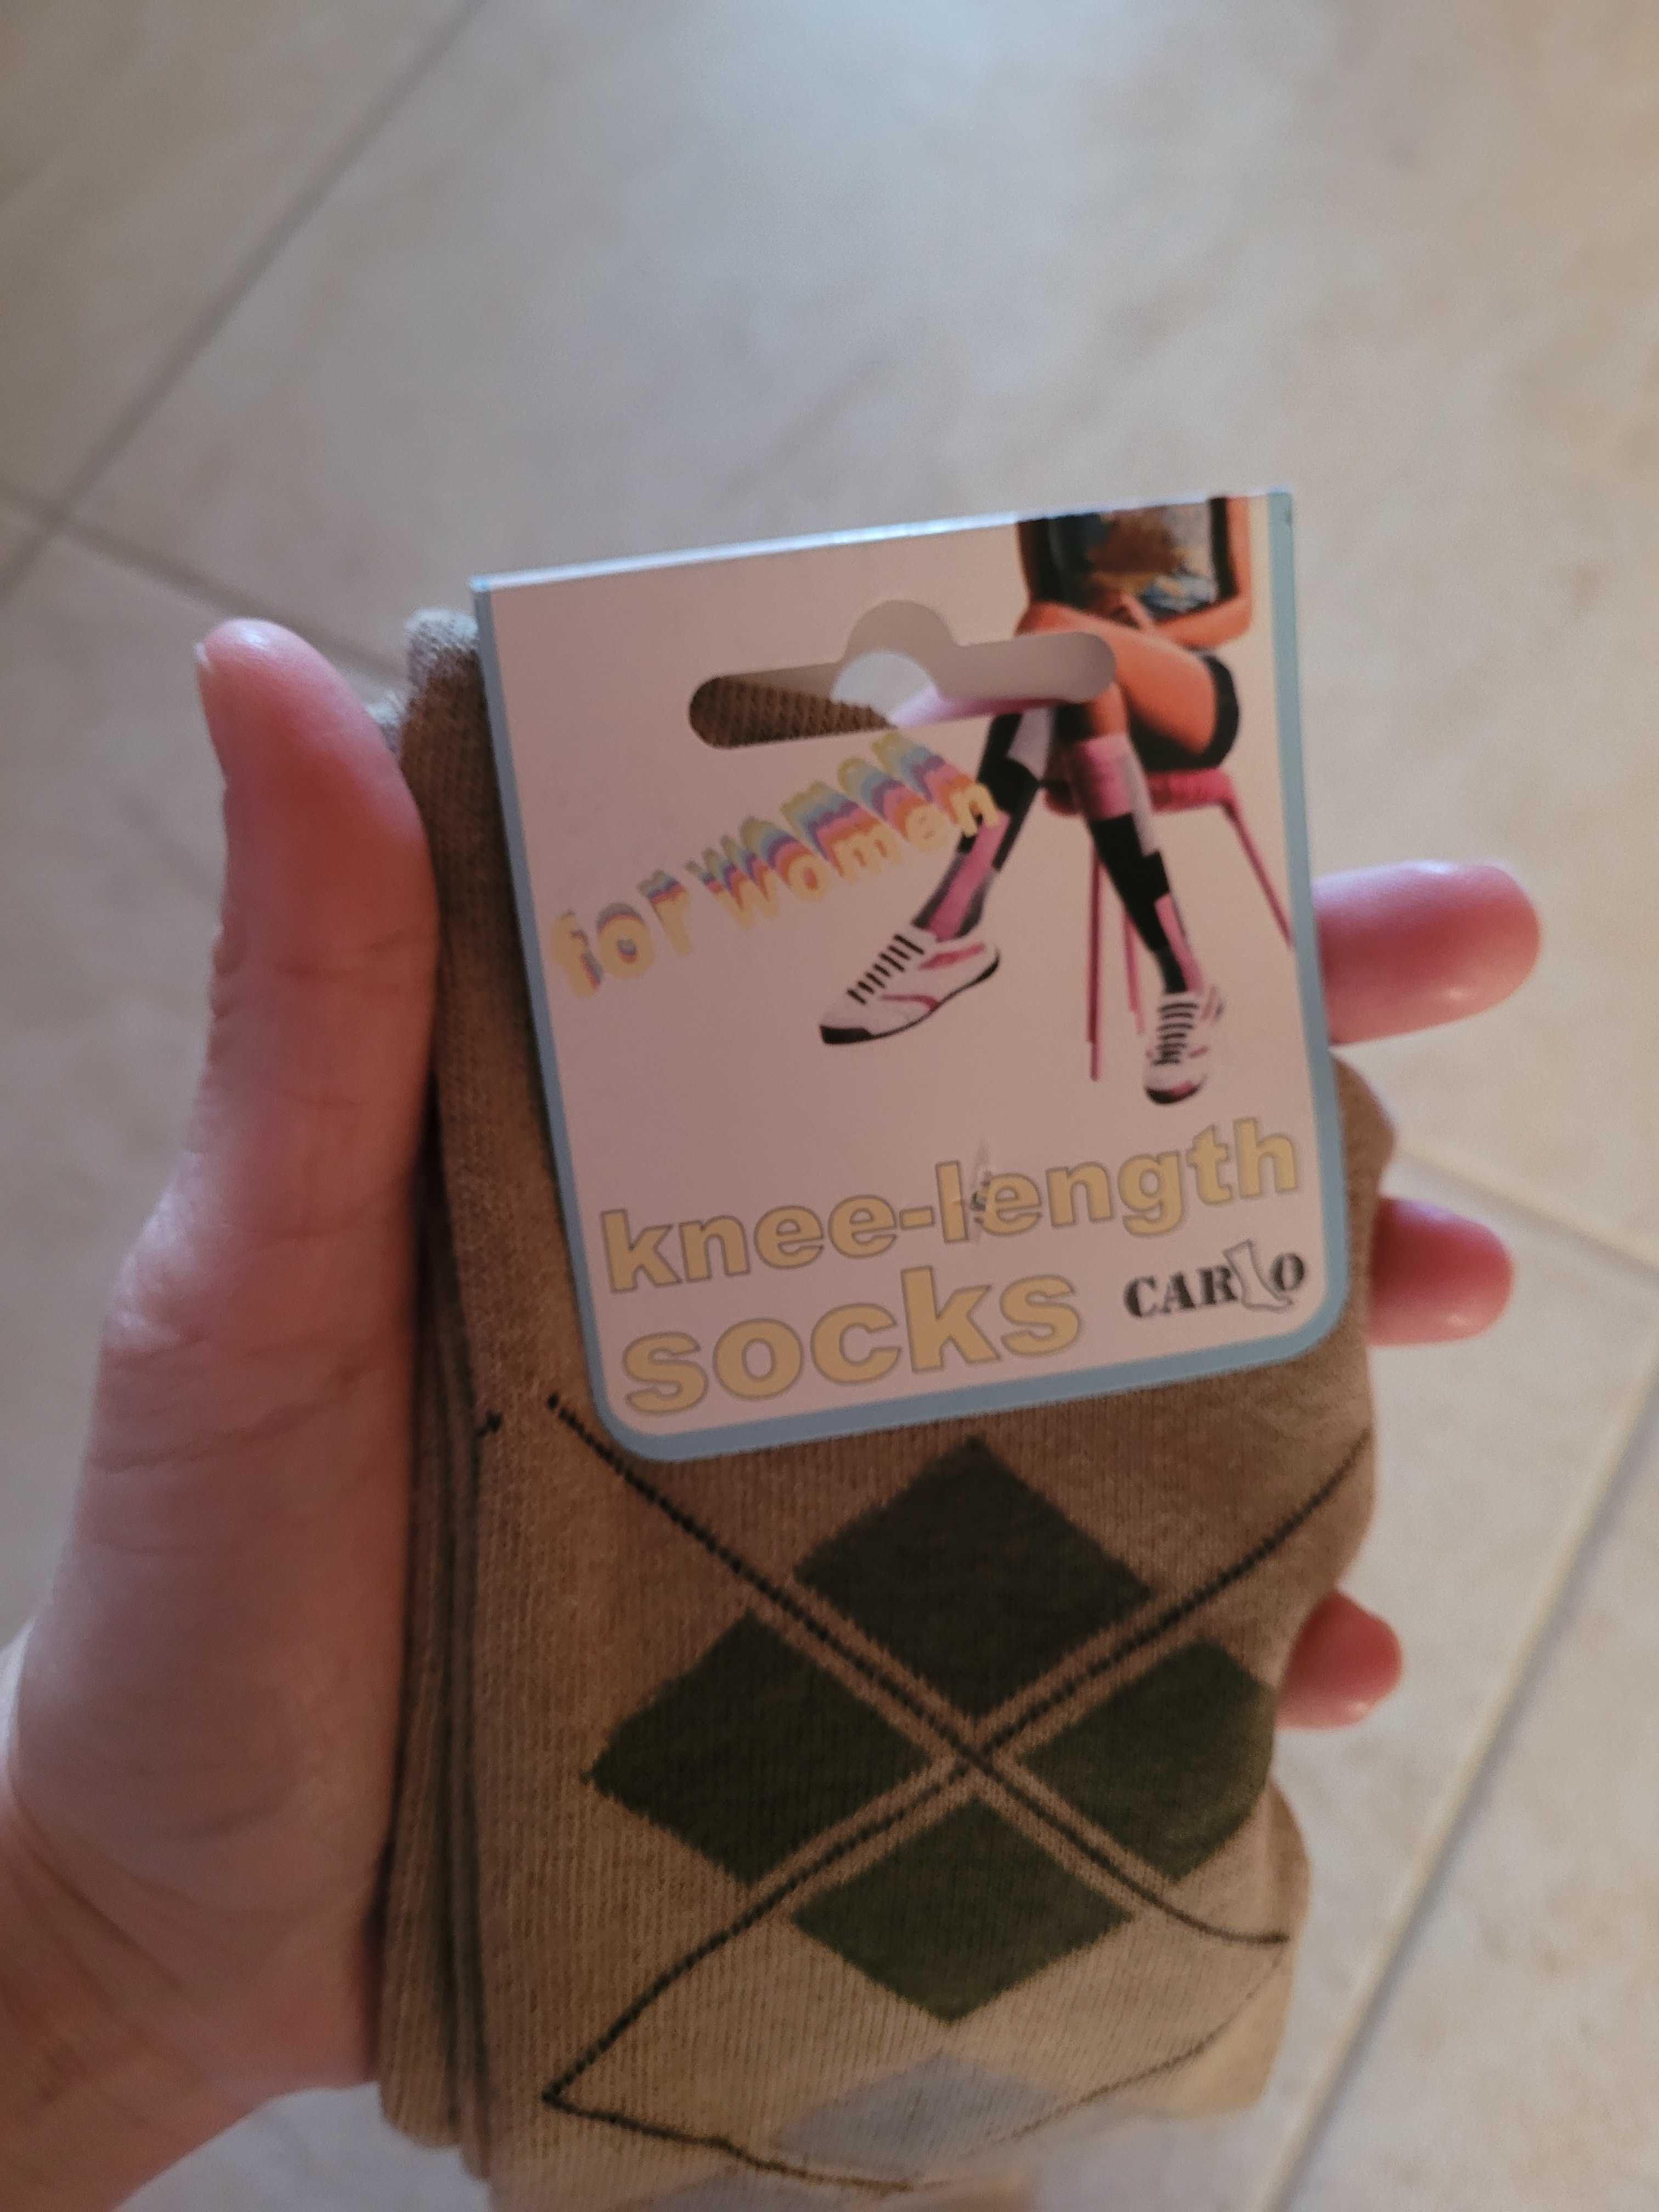 for women
knee-length
socks
CARLO